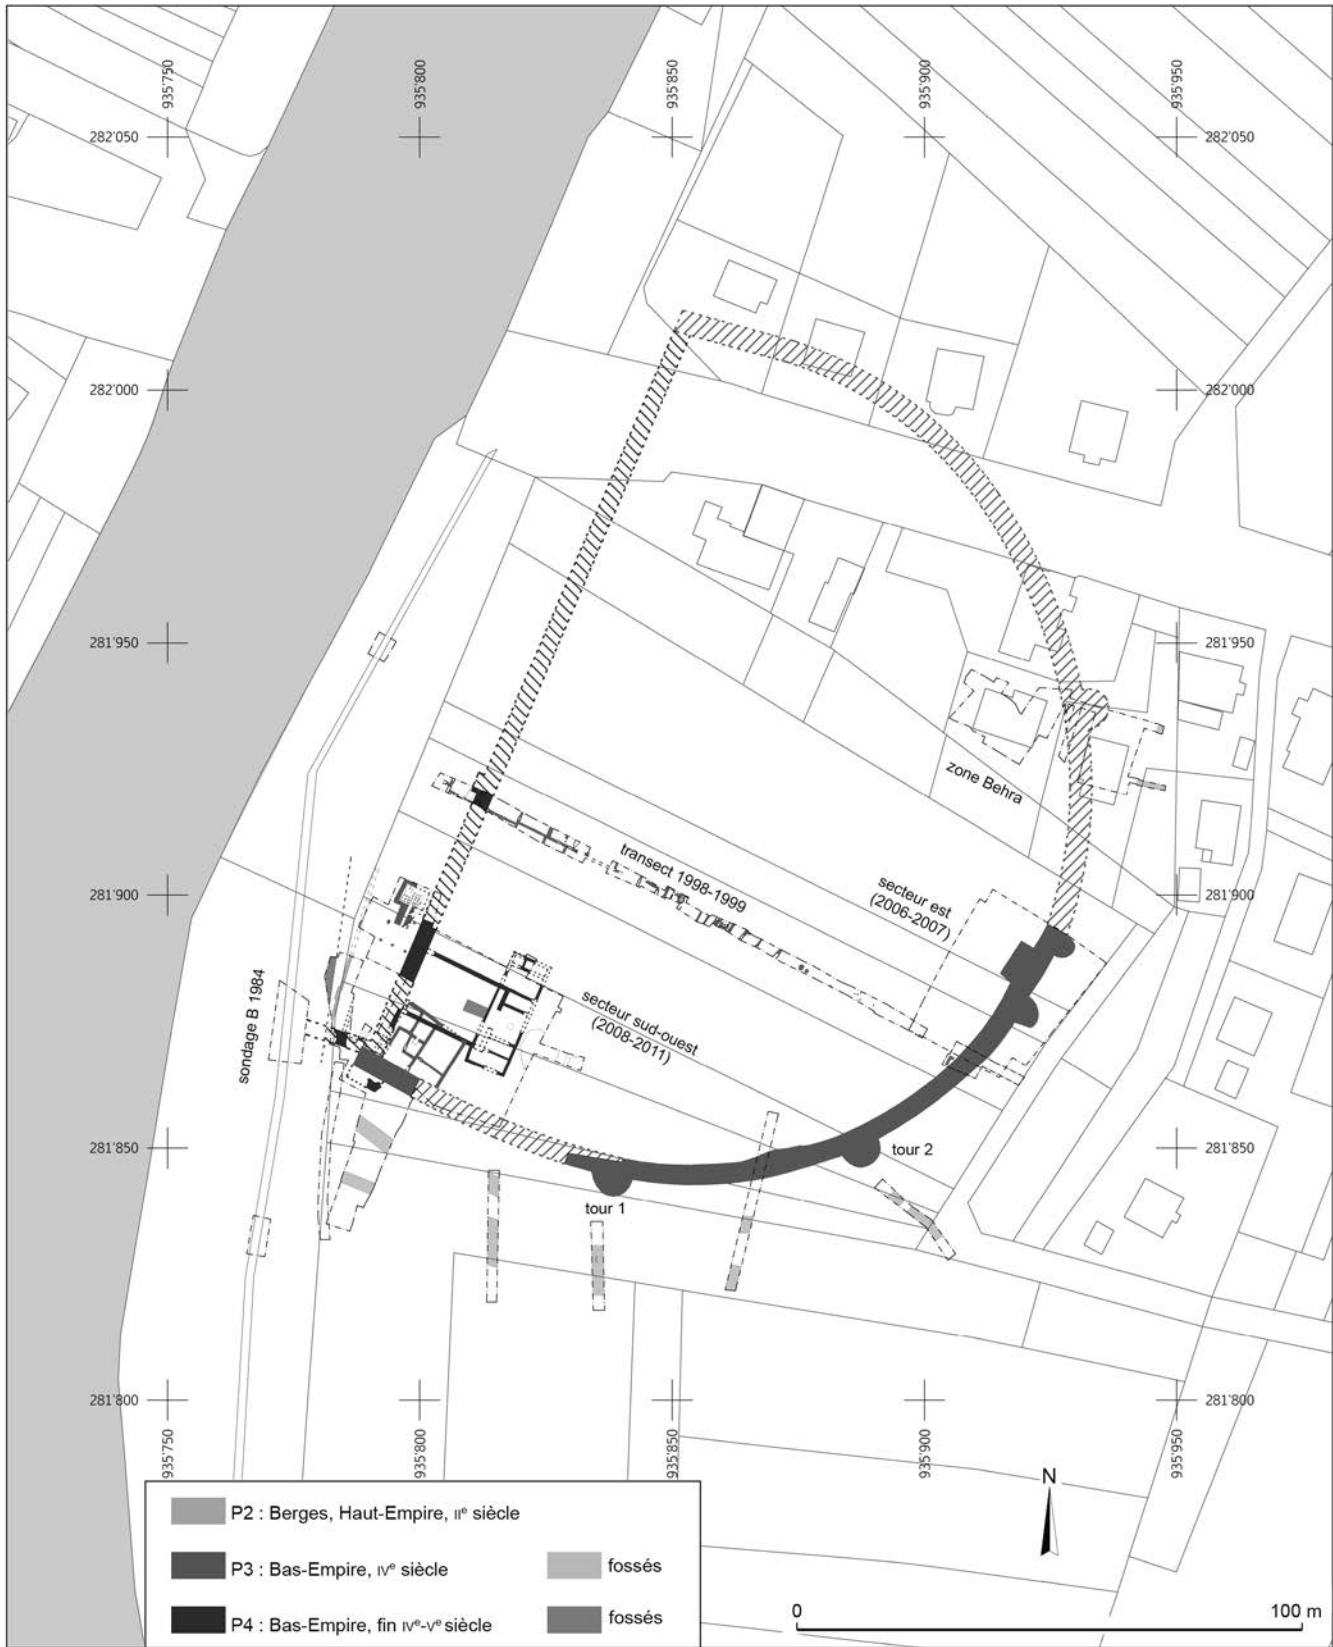 935'750
935'800
935'850
935'900
935'950
282'050
282'050
282'000
282'000
281'950
281'950
zone Behra
transect 1998-1999
secteur est
(2006-2007)
281'900
281'900
sondage B 1984
secteur sud-ouest
(2008-2011)
281'850
281'850
tour 2
tour 1
281'800
281'800
935'750
935'800
935'850
935'900
935'950
N
P2 : Berges, Haut-Empire, IIe siècle
P3 : Bas-Empire, IVe siècle
fossés
P4 : Bas-Empire, fin IVe-Ve siècle
fossés
0
100 m